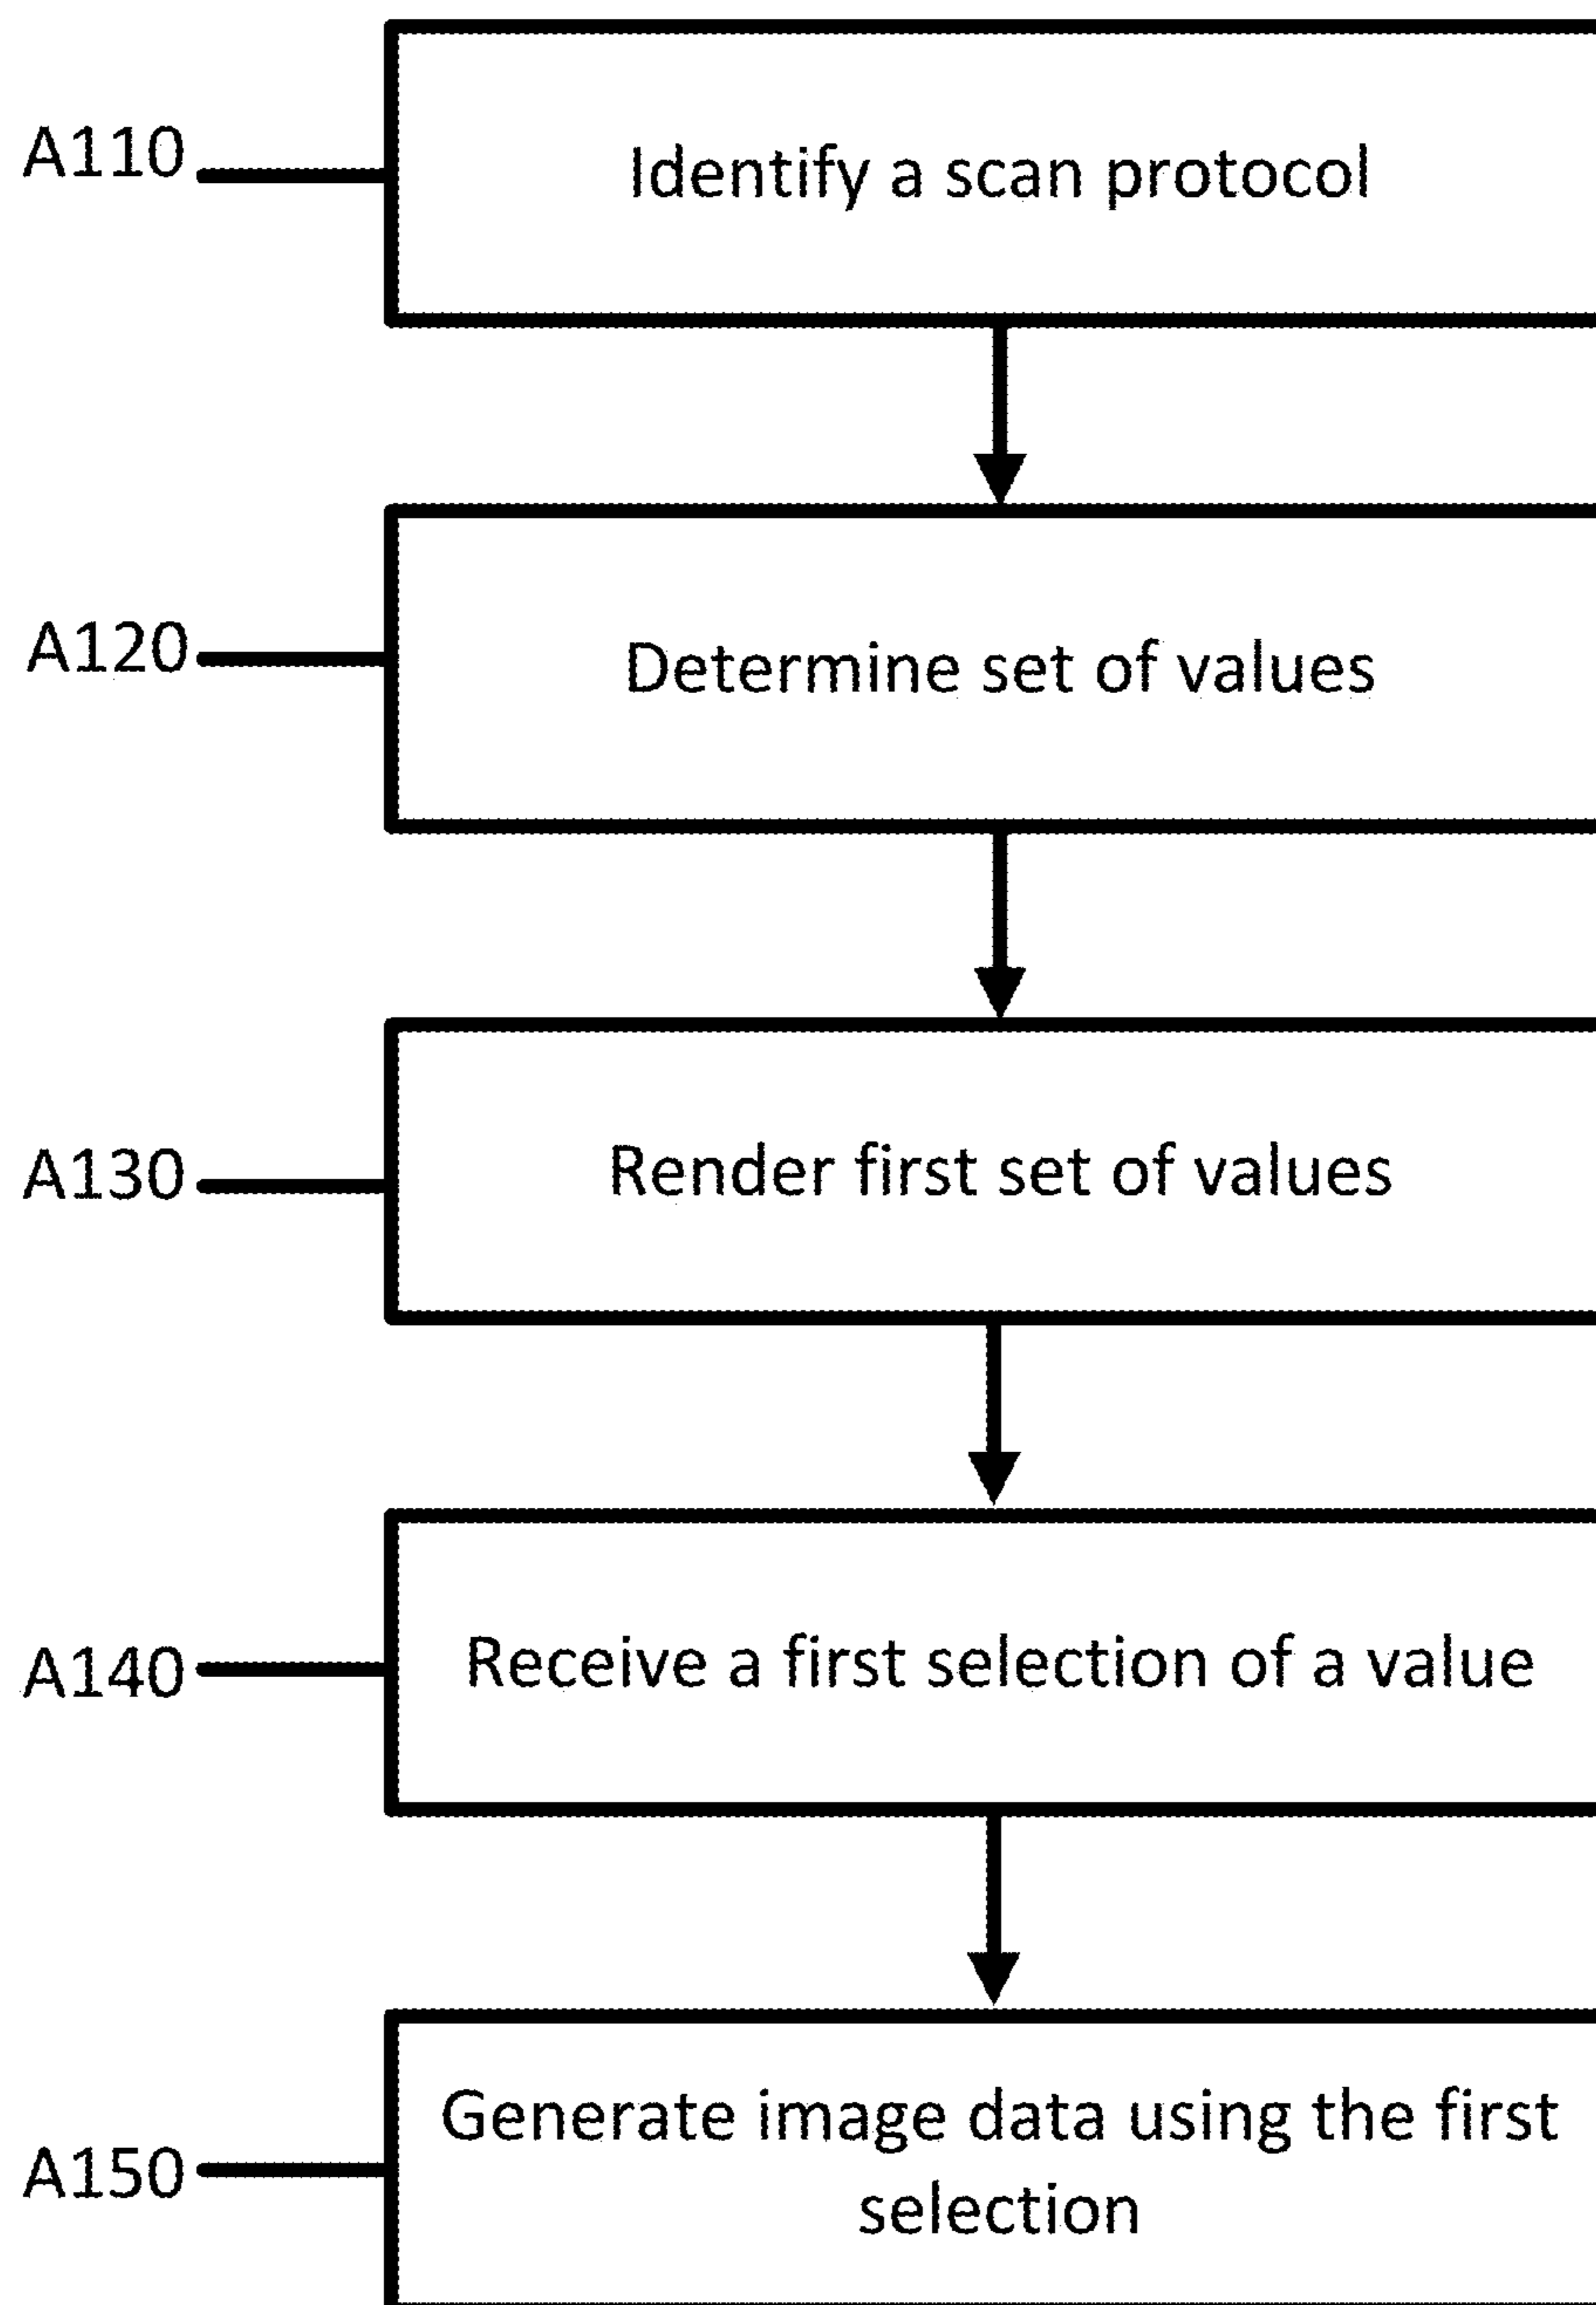 A110
Identify a scan protocol
A120
Determine set of values
A130
Render first set of values
A140
Receive a first selection of a value
A150
Generate image data using the first
selection